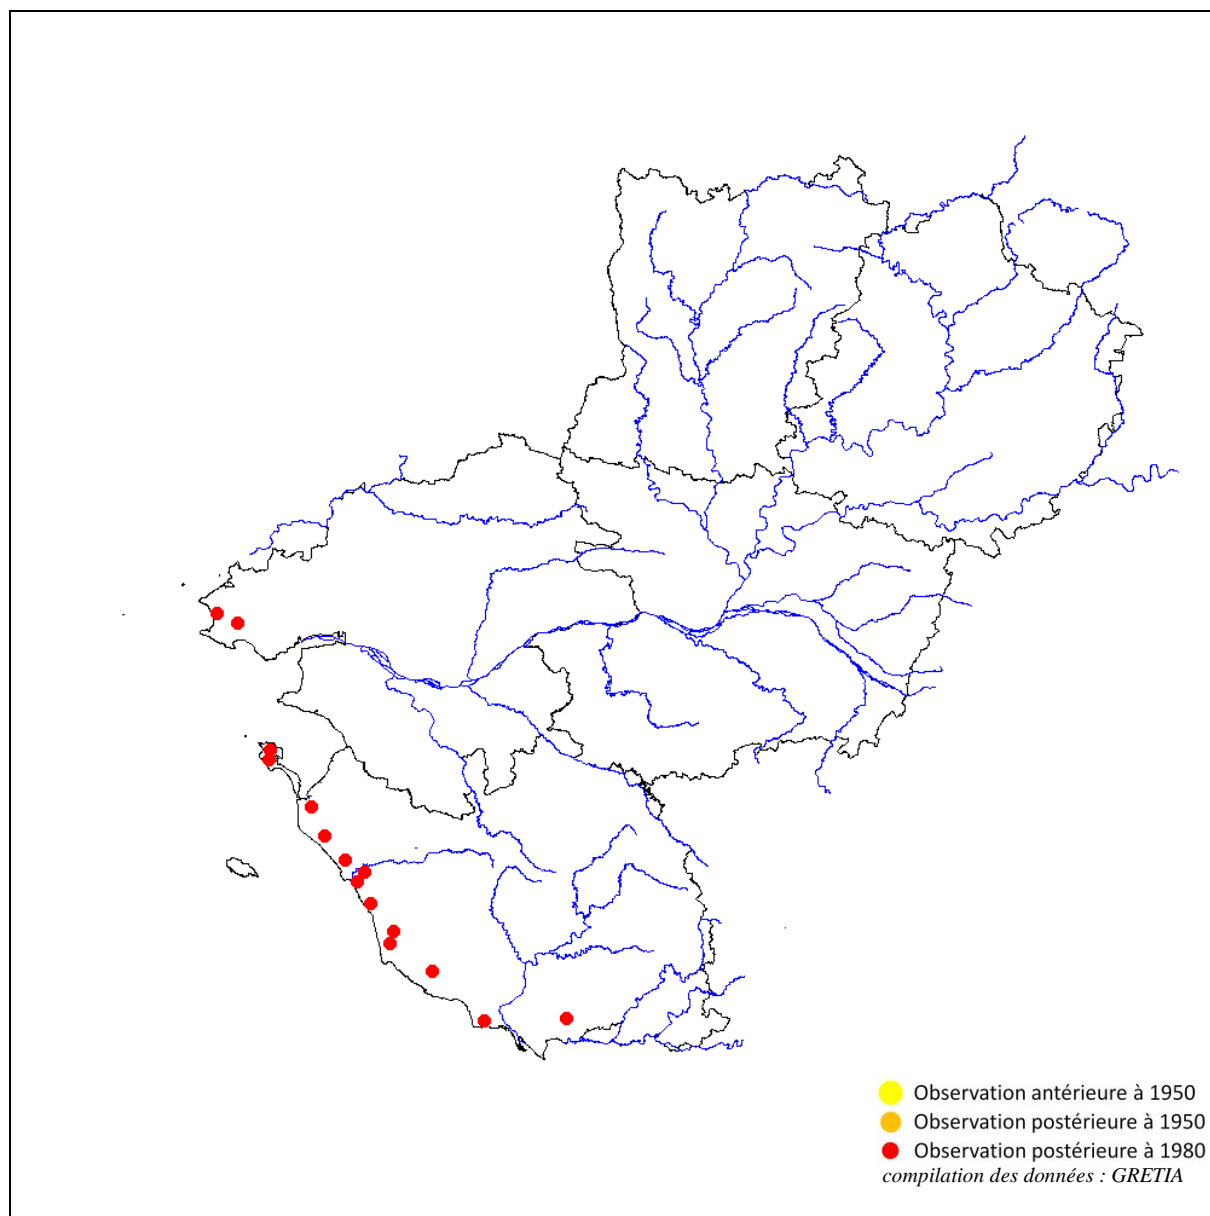 Observation antérieure à 1950
Observation postérieure à 1950
Observation postérieure à 1980
compilation des données : GRETIA